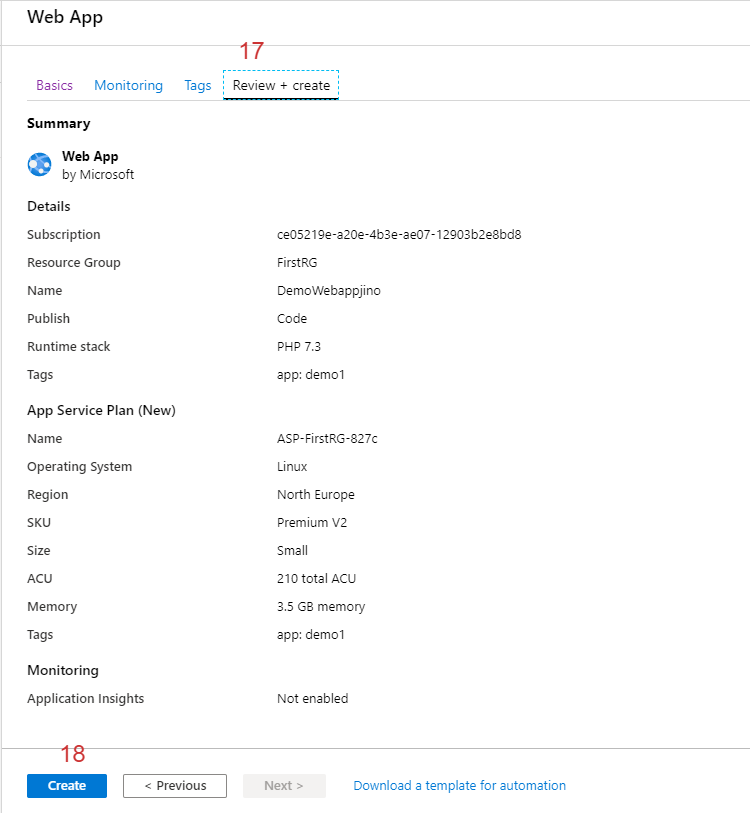 Web App
17
Basics Monitoring Tags Review + create
Summary
Web App
by Microsoft
Details
Subscription ce05219e-a20e-4b3e-ae07-12903b2e8bd8
Resource Group FirstRG
Name DemoWebappjino
Publish Code
Runtime stack PHP 7.3
Tags app: demo1
App Service Plan (New)
Name ASP-FirstRG-827c
Operating System Linux
Region North Europe
SKU Premium V2
Size Small
ACU 210 total ACU
Memory 3.5 GB memory
Tags app: demo1
Monitoring
Application Insights Not enabled
18
Create < Previous Next > Download a template for automation